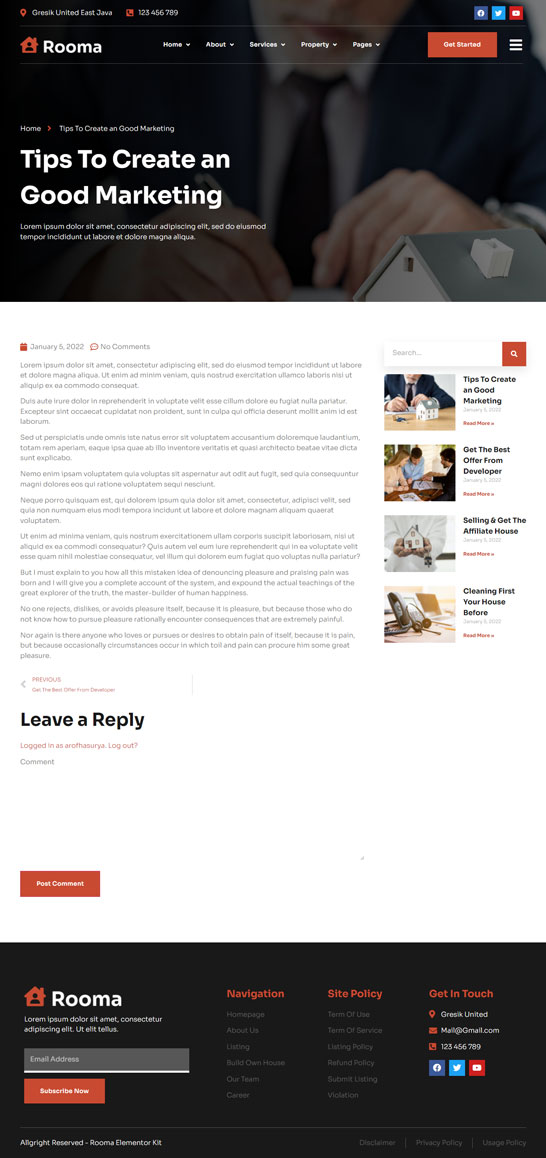 Gresik United East Java
123 456 789
Rooma
Home
About
Services
Property
Pages
Get Started
Home
Tips To Create an Good Marketing
Tips To Create an
Good Marketing
Lorem ipsum dolor sit amet, consectetur adipiscing elit, sed do eiusmod
tempor incididunt ut labore et dolore magna aliqua.
January 5, 2022
No Comments
Lorem ipsum dolor sit amet, consectetur adipiscing elit, sed do eiusmod tempor incididunt ut labore
et dolore magna aliqua. Ut enim ad minim veniam, quis nostrud exercitation ullamco laboris nisi ut
aliquip ex ea commodo consequat.
Duis aute irure dolor in reprehenderit in voluptate velit esse cillum dolore eu fugiat nulla pariatur.
Excepteur sint occaecat cupidatat non proident, sunt in culpa qui officia deserunt mollit anim id est
laborum.
Sed ut perspiciatis unde omnis iste natus error sit voluptatem accusantium doloremque laudantium,
totam rem aperiam, eaque ipsa quae ab illo inventore veritatis et quasi architecto beatae vitae dicta
sunt explicabo.
Nemo enim ipsam voluptatem quia voluptas sit aspernatur aut odit aut fugit, sed quia consequuntur
magni dolores eos qui ratione voluptatem sequi nesciunt.
Neque porro quisquam est, qui dolorem ipsum quia dolor sit amet, consectetur, adipisci velit, sed
quia non numquam eius modi tempora incidunt ut labore et dolore magnam aliquam quaerat
voluptatem.
Ut enim ad minima veniam, quis nostrum exercitationem ullam corporis suscipit laboriosam, nisi ut
aliquid ex ea commodi consequatur? Quis autem vel eum iure reprehenderit qui in ea voluptate velit
esse quam nihil molestiae consequatur, vel illum qui dolorem eum fugiat quo voluptas nulla pariatur?
But I must explain to you how all this mistaken idea of denouncing pleasure and praising pain was
born and I will give you a complete account of the system, and expound the actual teachings of the
great explorer of the truth, the master-builder of human happiness.
No one rejects, dislikes, or avoids pleasure itself, because it is pleasure, but because those who do
not know how to pursue pleasure rationally encounter consequences that are extremely painful.
Nor again is there anyone who loves or pursues or desires to obtain pain of itself, because it is pain,
but because occasionally circumstances occur in which toil and pain can procure him some great
pleasure.
PREVIOUS
Get The Best Offer From Developer
Leave a Reply
Logged in as arofhasurya. Log out?
Comment
Post Comment
Search...
Tips To Create
an Good
Marketing
January 5, 2022
Read More »
Get The Best
Offer From
Developer
January 5, 2022
Read More »
Selling & Get The
Affiliate House
January 5, 2022
Read More »
Cleaning First
Your House
Before
January 5, 2022
Read More »
Rooma
Lorem ipsum dolor sit amet, consectetur
adipiscing elit. Ut elit tellus.
Email Address
Subscribe Now
Navigation
Homepage
About Us
Listing
Build Own House
Our Team
Career
Site Policy
Term Of Use
Term Of Service
Listing Policy
Refund Policy
Submit Listing
Violation
Get In Touch
Gresik United
Mail@Gmail.com
123 456 789
Allgright Reserved - Rooma Elementor Kit
Disclaimer
Privacy Policy
Usage Policy